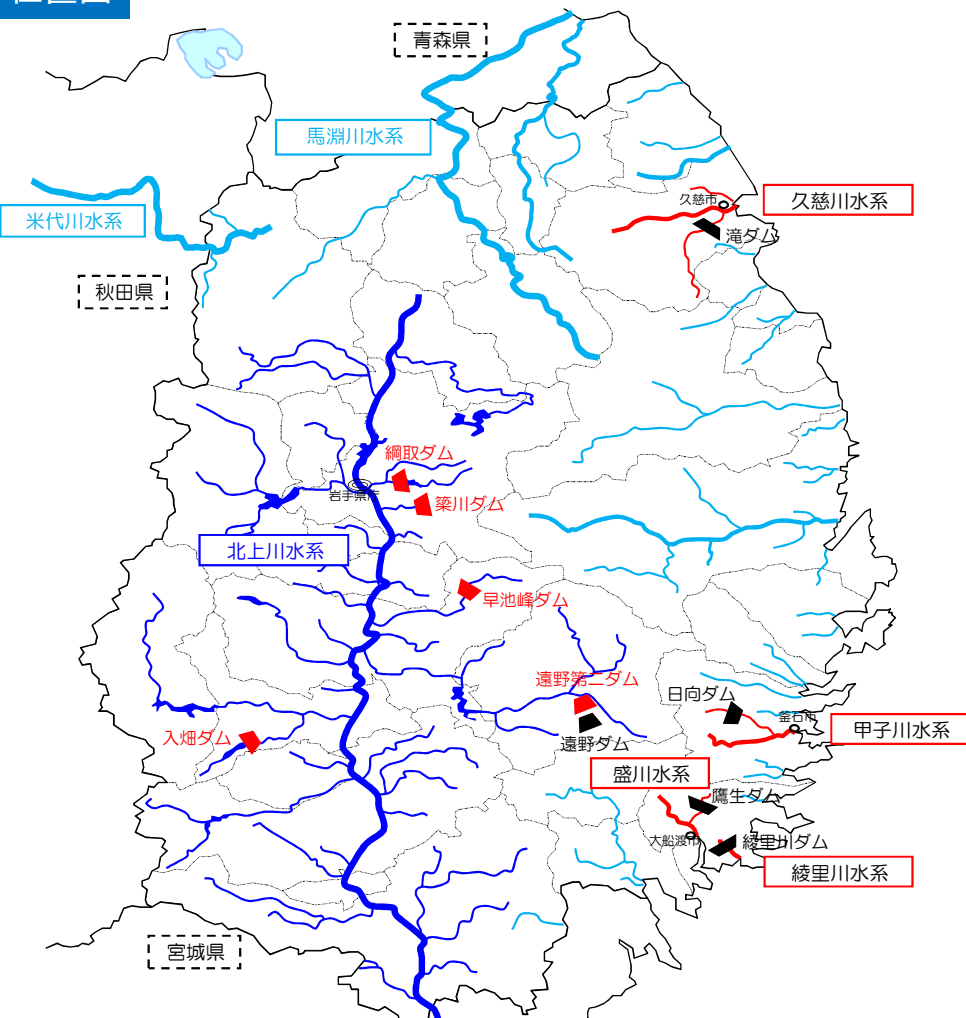 位置図
青森県
馬淵川水系
久慈市
久慈川水系
米代川水系
滝ダム
秋田県
綱取ダム
岩手県庁
簗川ダム
北上川水系
早池峰ダム
遠野第二ダム
日向ダム
釜石市
入畑ダム
遠野ダム
甲子川水系
盛川水系
鷹生ダム
大船渡市
綾里川ダム
綾里川水系
宮城県